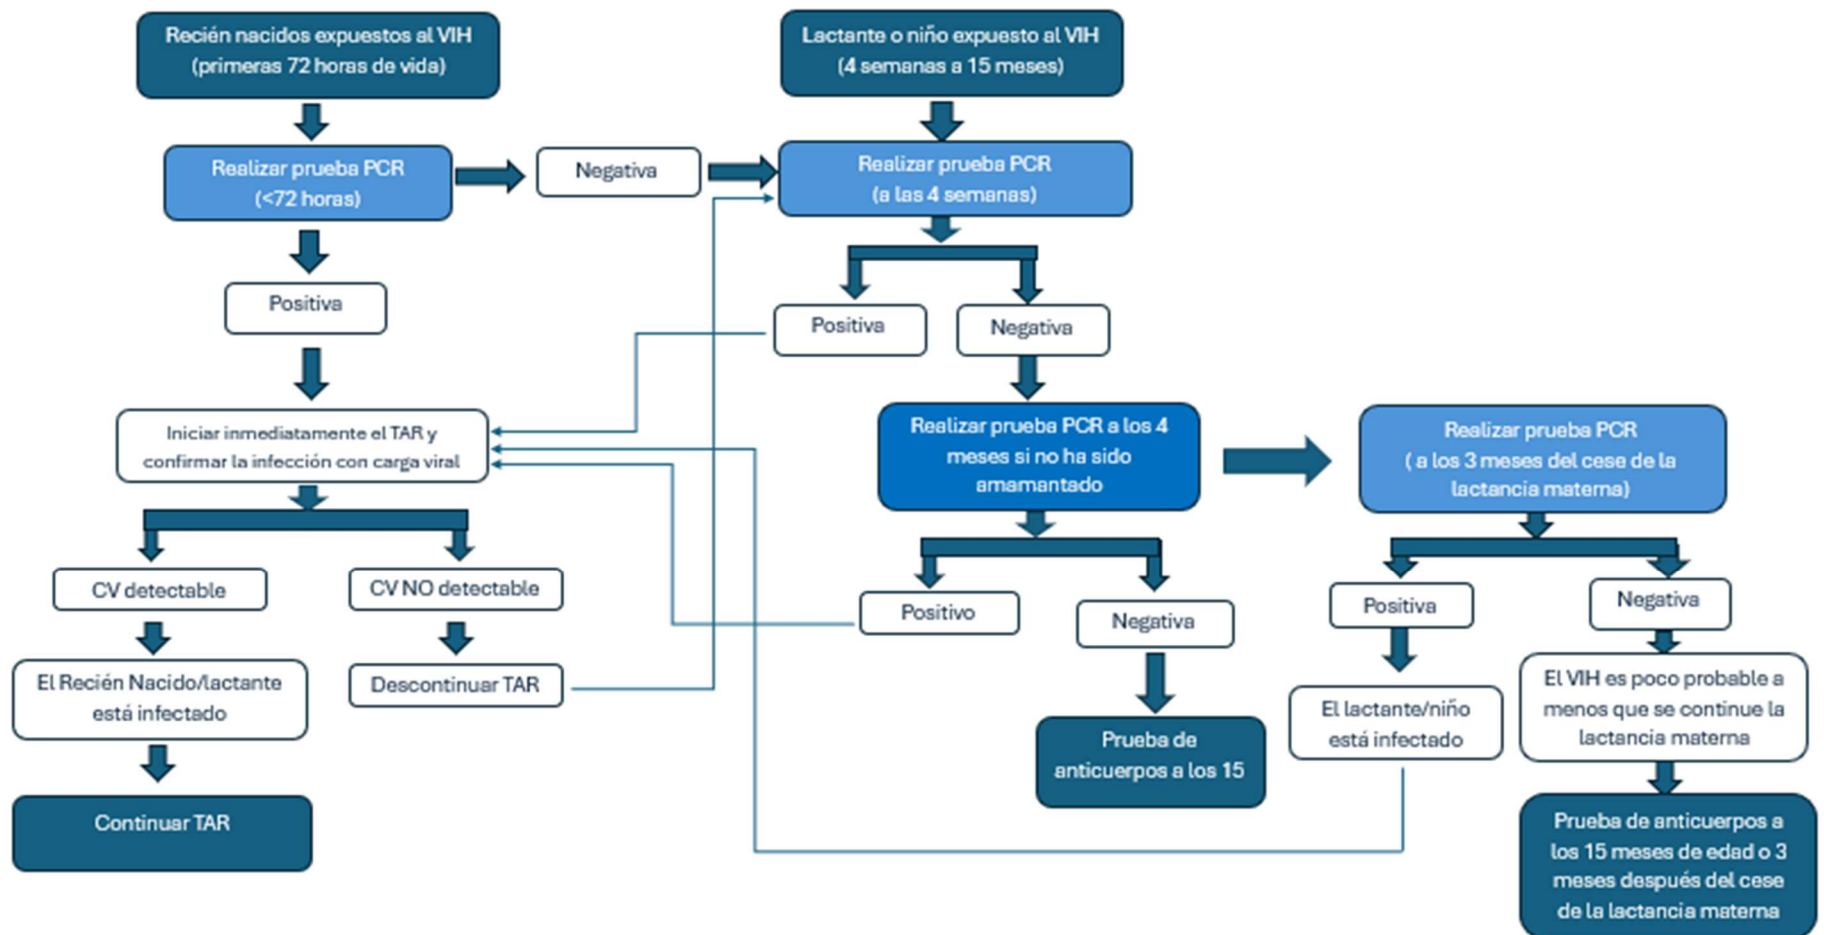 Recién nacidos expuestos al VIH
(primeras 72 horas de vida)
Lactante o niño expuesto al VIH
(4 semanas a 15 meses)
Realizar prueba PCR
(<72 horas)
Negativa
Realizar prueba PCR
(a las 4 semanas)
Positiva
Positiva
Negativa
Iniciar inmediatamente el TAR y
confirmar la infección con carga viral
Realizar prueba PCR a los 4
meses si no ha sido
amamantado
Realizar prueba PCR
( a los 3 meses del cese de la
lactancia materna)
CV detectable
CV NO detectable
Positivo
Negativa
Positiva
Negativa
El Recién Nacido/lactante
está infectado
Descontinuar TAR
El lactante/niño
está infectado
El VIH es poco probable a
menos que se continue la
lactancia materna
Continuar TAR
Prueba de
anticuerpos a los 15
Prueba de anticuerpos a
los 15 meses de edad o 3
meses después del cese
de la lactancia materna